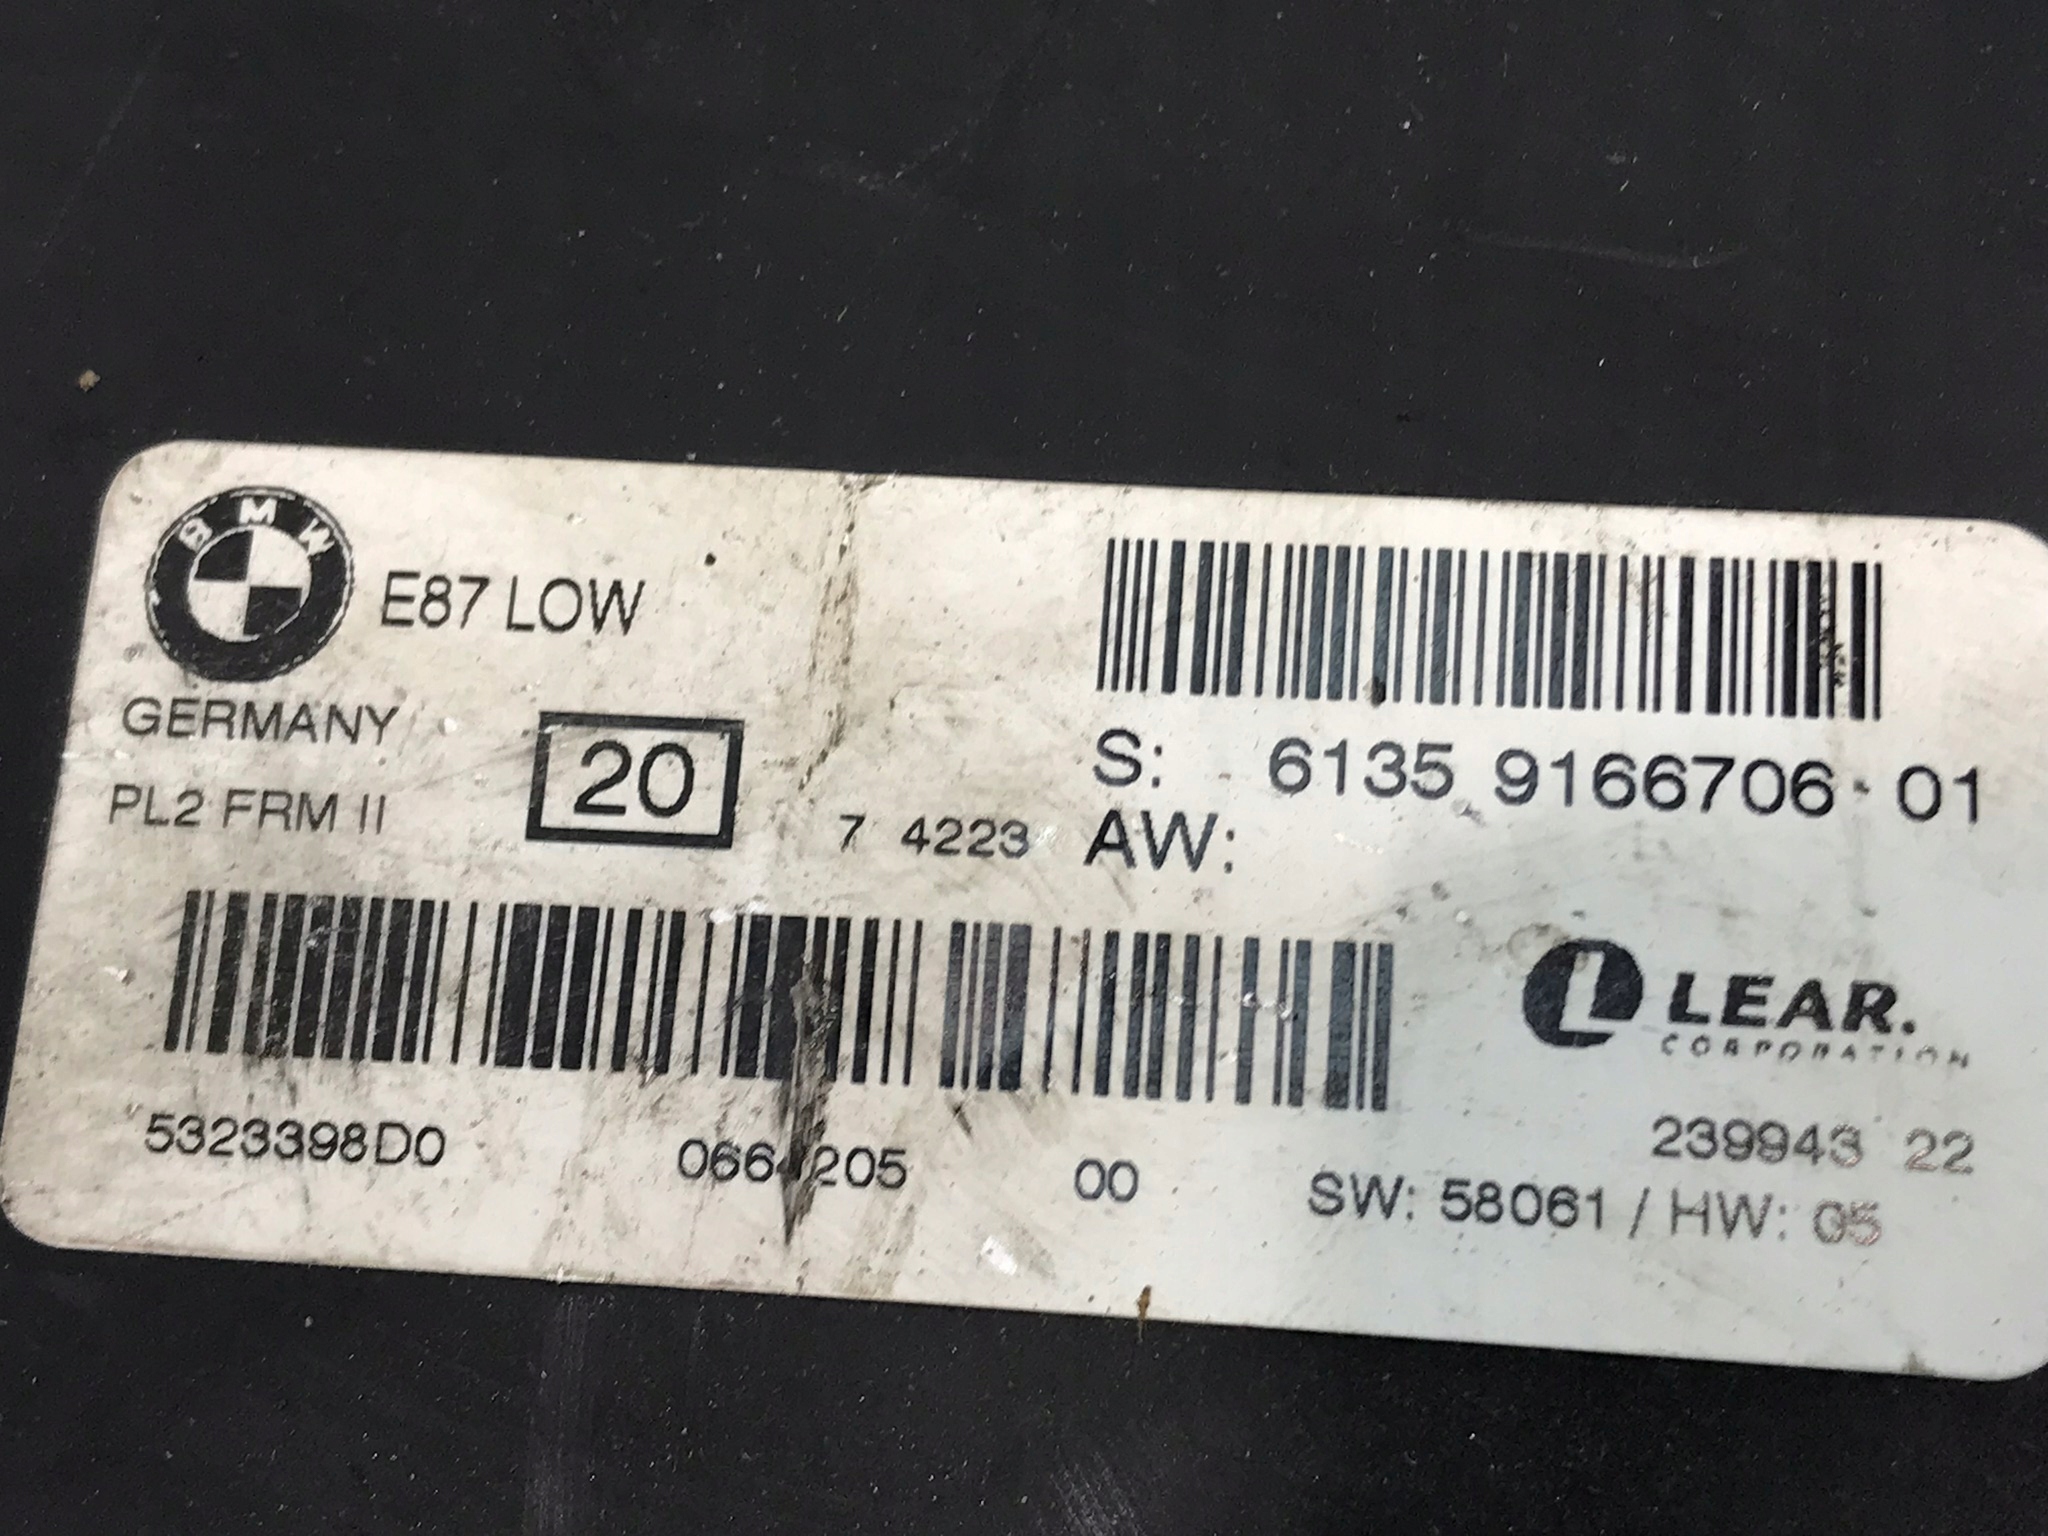 BMW
E87 LOW
GERMANY
PL2 FRM II
20
7 4223
S: 6135 9166706-01
AW:
LEAR.
CORPORATION
5323398D0 00
239943 22
SW: 58061 / HW: 05